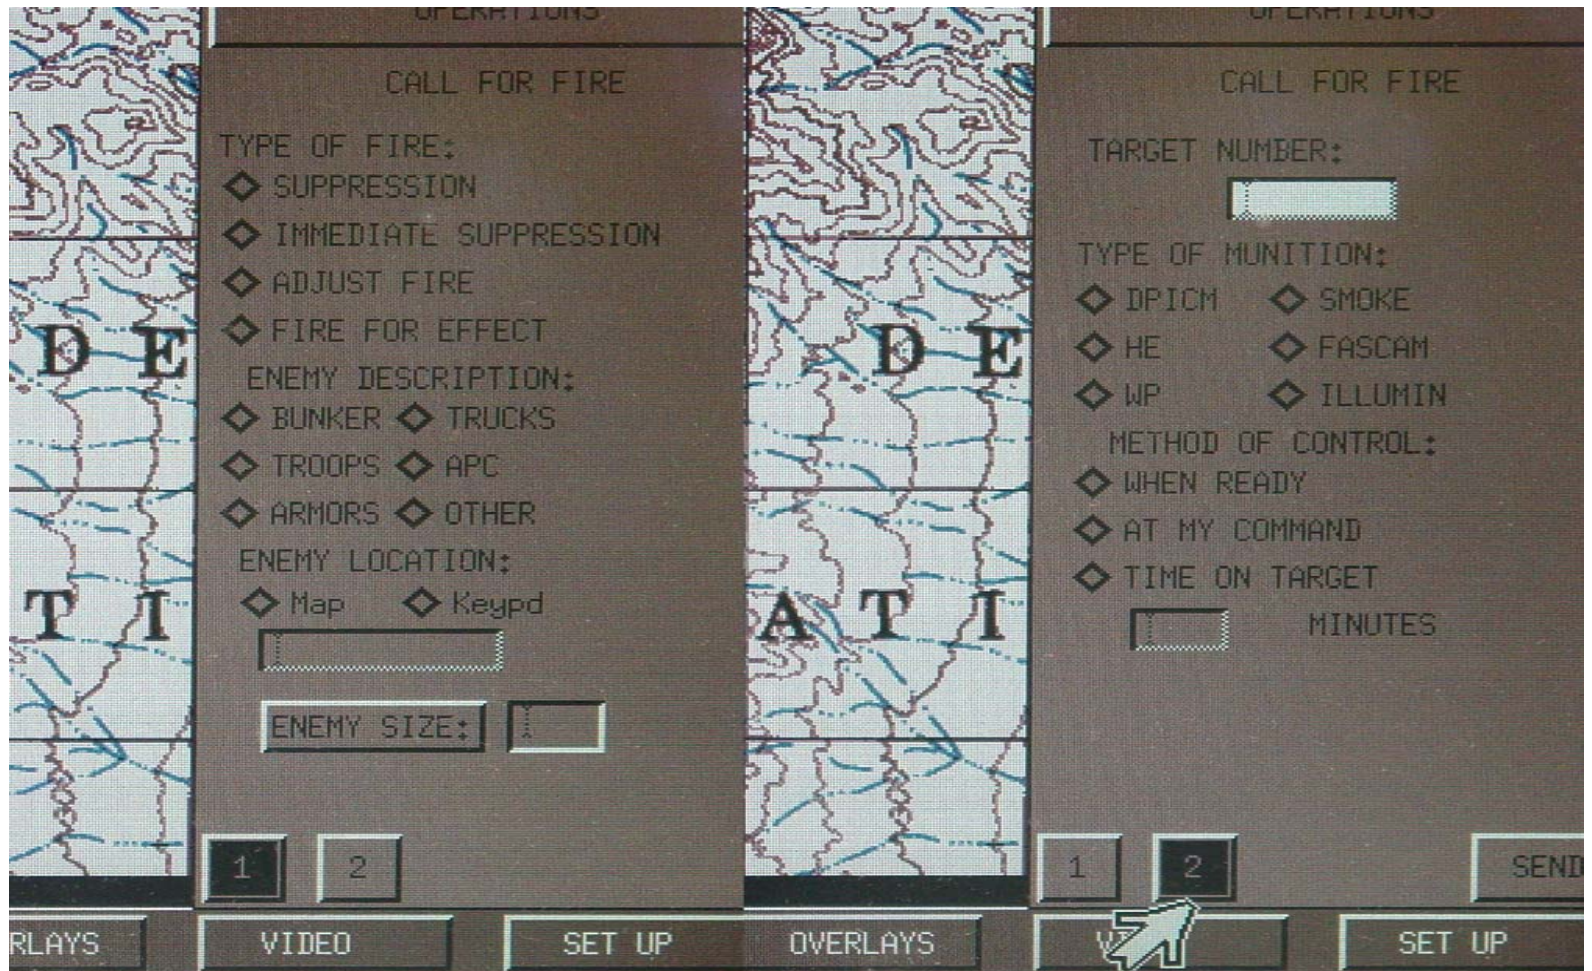 OPERATIONS
CALL FOR FIRE
TYPE OF FIRE:
SUPPRESSION
IMMEDIATE SUPPRESSION
ADJUST FIRE
FIRE FOR EFFECT
ENEMY DESCRIPTION:
BUNKER TRUCKS
TROOPS APC
ARMORS OTHER
ENEMY LOCATION:
Map Keypd
ENEMY SIZE:
1 2
RLAYS VIDEO SET UP
D E
T I
OPERATIONS
CALL FOR FIRE
TARGET NUMBER:
TYPE OF MUNITION:
DPICM SMOKE
HE FASCAM
WP ILLUMIN
METHOD OF CONTROL:
WHEN READY
AT MY COMMAND
TIME ON TARGET
MINUTES
1 2 SEND
OVERLAYS V SET UP
D E
A T I